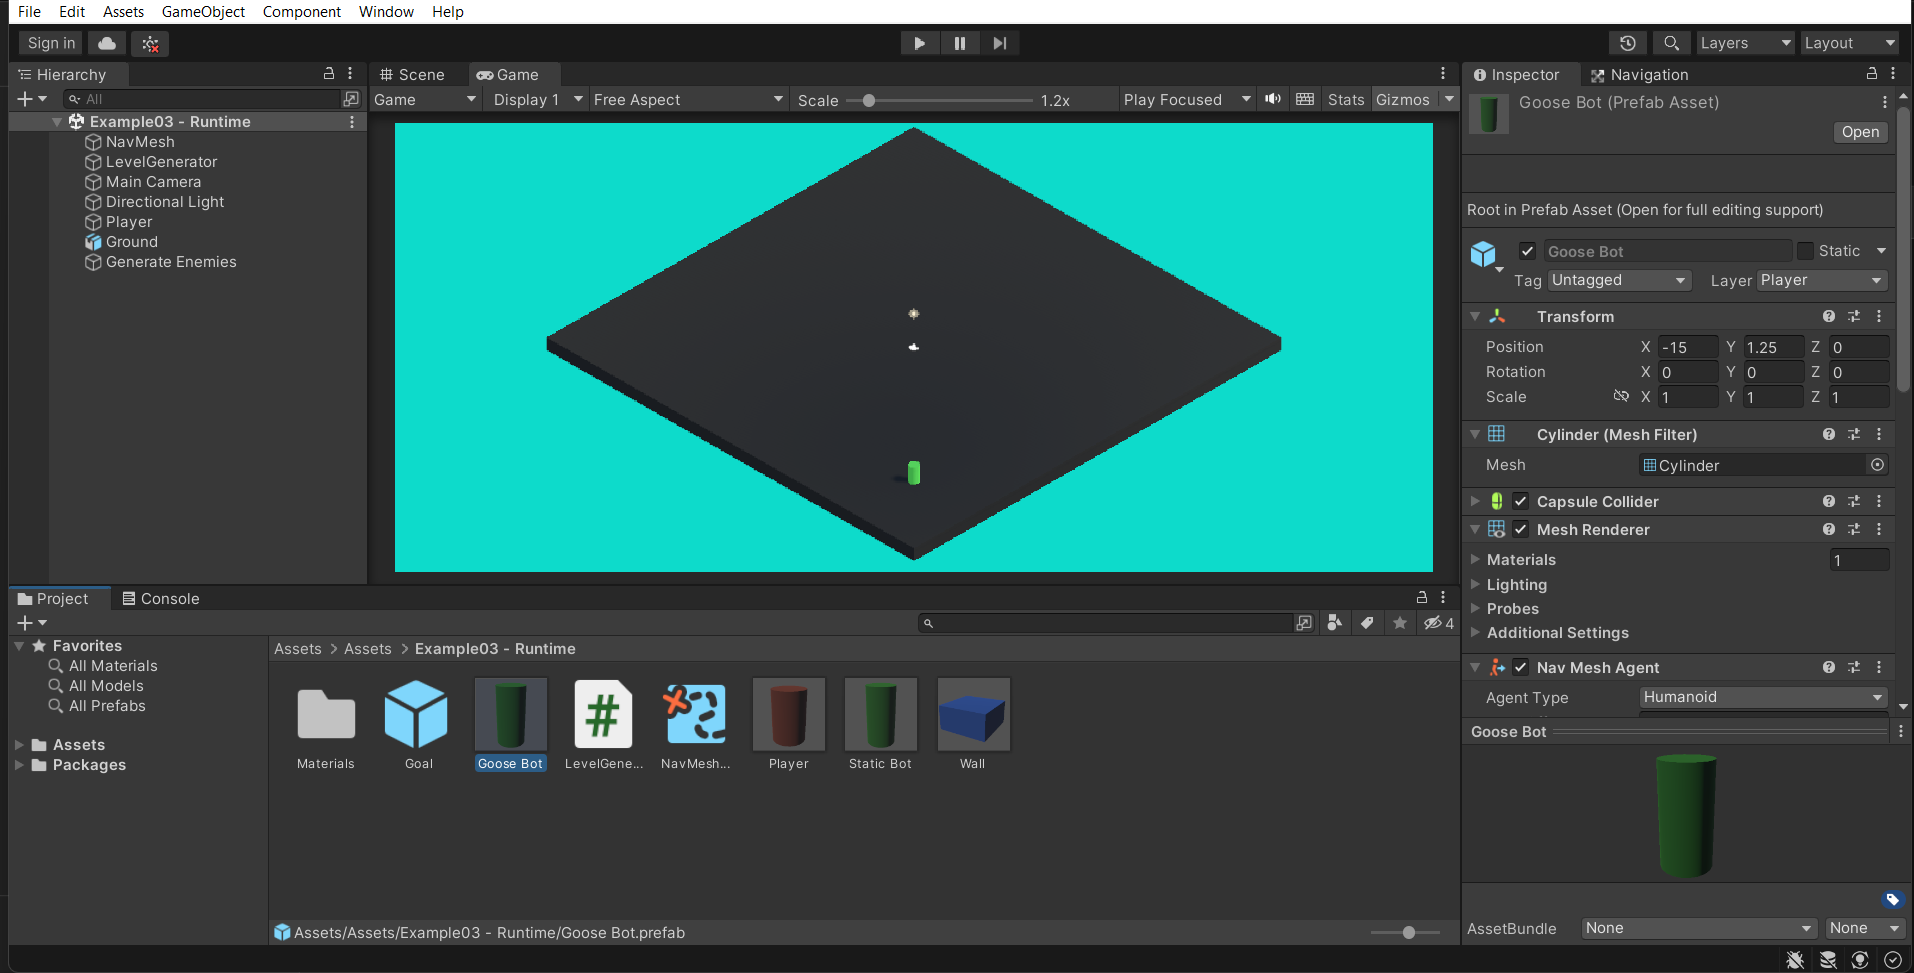 File Edit Assets GameObject Component Window Help
Sign in Layers Layout
Hierarchy
All
Example03 - Runtime
NavMesh
LevelGenerator
Main Camera
Directional Light
Player
Ground
Generate Enemies
Scene Game
Game Display 1 Free Aspect Scale 1.2x Play Focused Stats Gizmos
Inspector Navigation
Goose Bot (Prefab Asset)
Open
Root in Prefab Asset (Open for full editing support)
Goose Bot Static
Tag Untagged Layer Player
Transform
Position X -15 Y 1.25 Z 0
Rotation X 0 Y 0 Z 0
Scale X 1 Y 1 Z 1
Cylinder (Mesh Filter)
Mesh Cylinder
Capsule Collider
Mesh Renderer
Materials 1
Lighting
Probes
Additional Settings
Nav Mesh Agent
Agent Type Humanoid
Goose Bot
AssetBundle None None
Project Console
4
Favorites
All Materials
All Models
All Prefabs
Assets
Packages
Assets > Assets > Example03 - Runtime
Materials Goal Goose Bot LevelGene... NavMesh... Player Static Bot Wall
Assets/Assets/Example03 - Runtime/Goose Bot.prefab